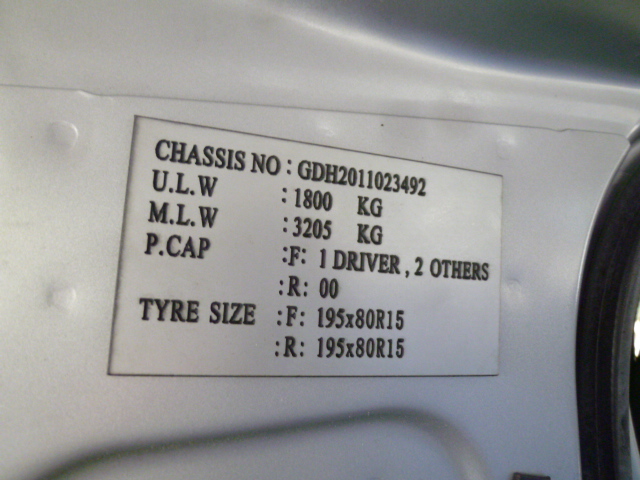 CHASSIS NO : GDH2011023492
U.L.W : 1800 KG
M.L.W : 3205 KG
P.CAP :F: 1 DRIVER , 2 OTHERS
:R: 00
TYRE SIZE :F: 195x80R15
:R: 195x80R15